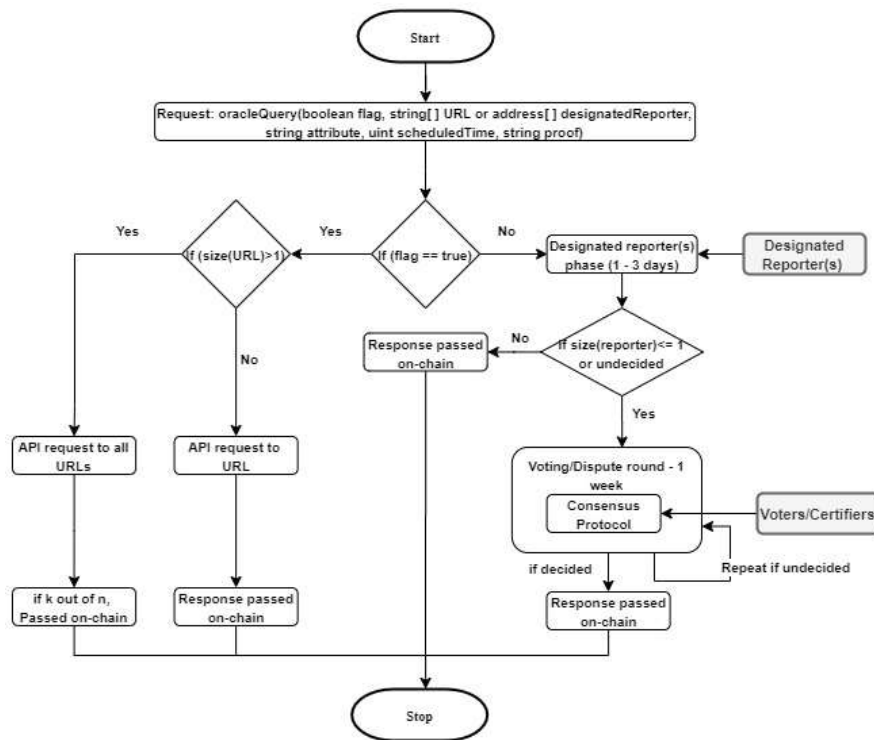 Start
Request: oracleQuery(boolean flag, string[ ] URL or address[ ] designatedReporter,
string attribute, uint scheduledTime, string proof)
Yes
If (size(URL)>1)
Yes
If (flag == true)
No
Designated reporter(s)
phase (1 - 3 days)
Designated
Reporter(s)
No
Response passed
on-chain
No
If size(reporter)<= 1
or undecided
Yes
API request to all
URLs
API request to
URL
Voting/Dispute round - 1
week
Consensus
Protocol
Voters/Certifiers
if decided
Repeat if undecided
if k out of n,
Passed on-chain
Response passed
on-chain
Response passed
on-chain
Stop